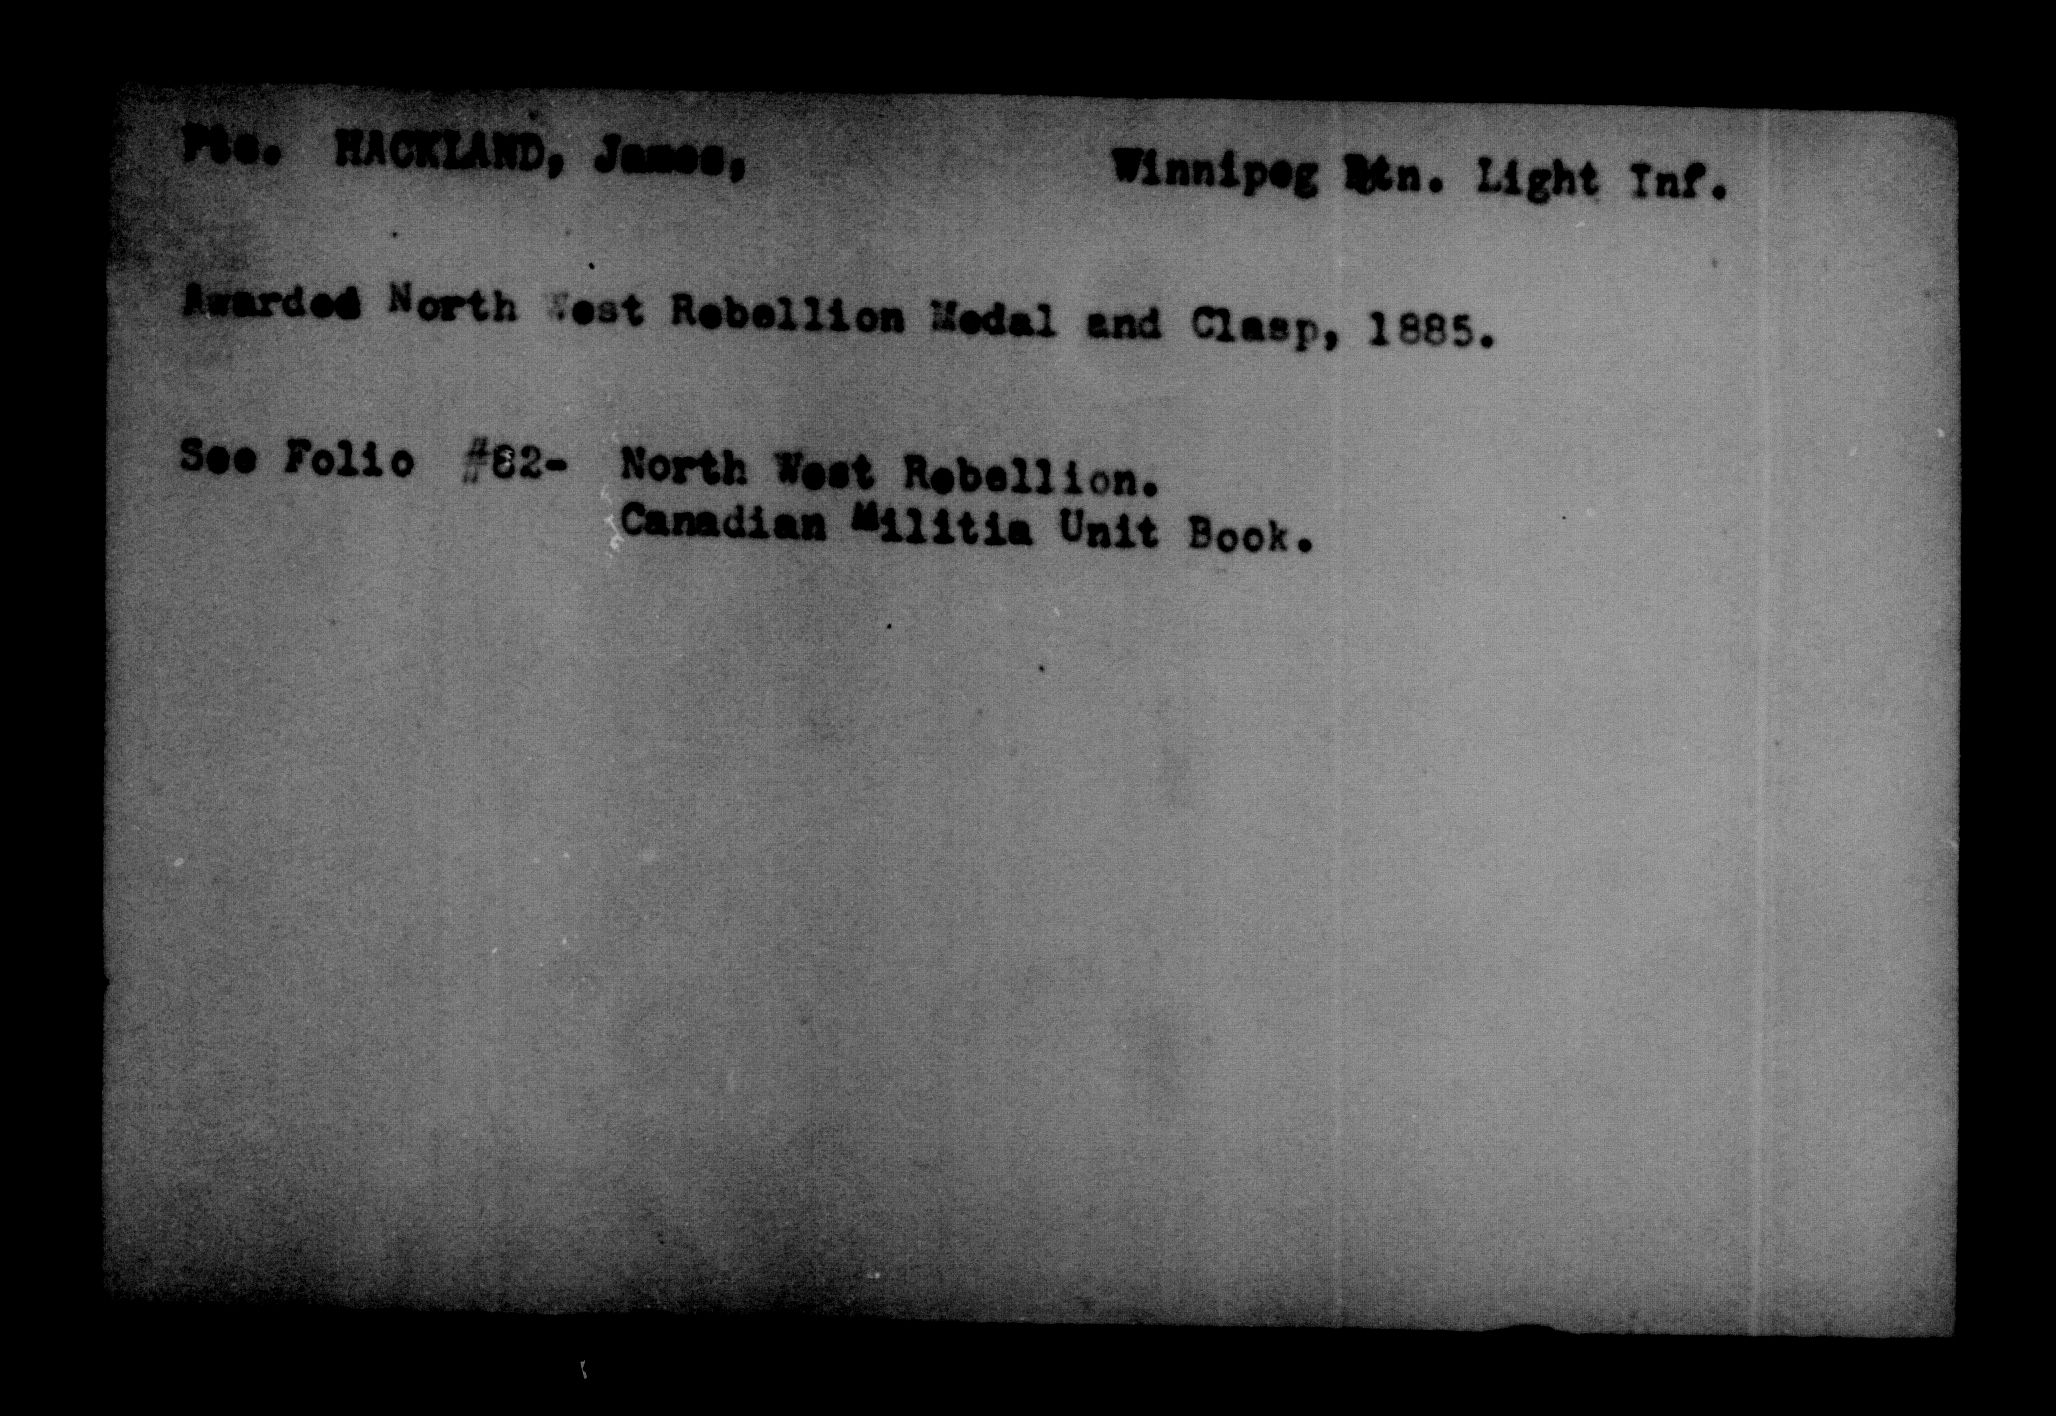 Pte. HACKLAND, James, Winnipeg Btn. Light Inf.
Awarded North West Rebellion Medal and Clasp, 1885.
See Folio #82- North West Rebellion.
Canadian Militia Unit Book.